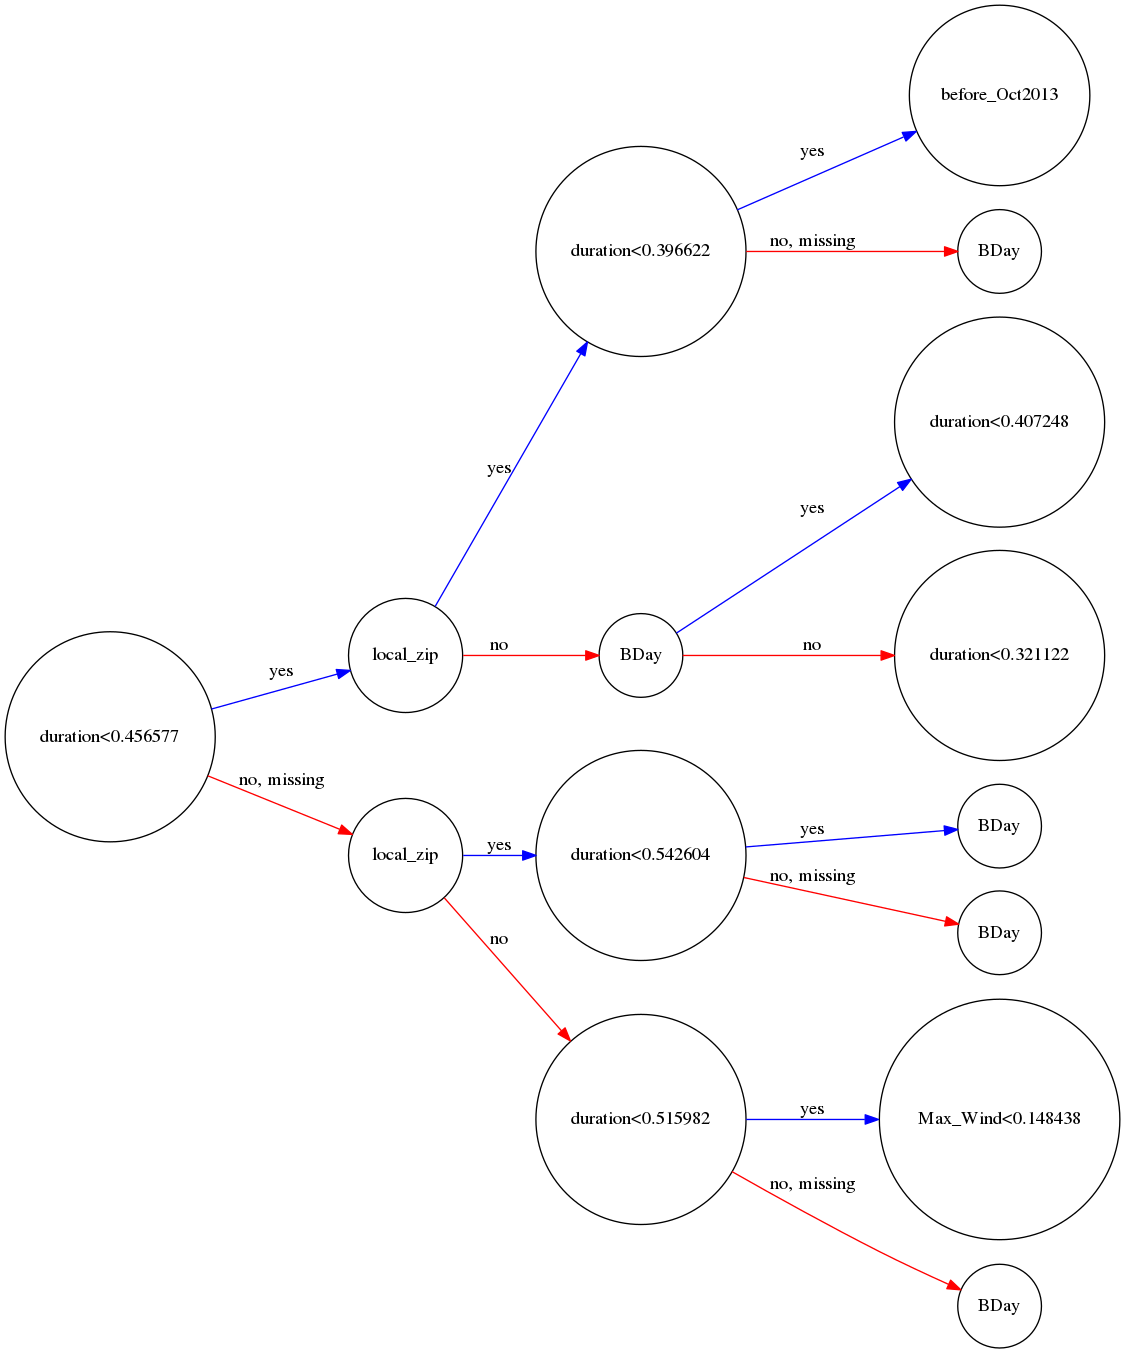 before_Oct2013
yes
duration<0.396622
no, missing
BDay
duration<0.407248
yes
yes
local_zip
no
BDay
no
duration<0.321122
yes
duration<0.456577
no, missing
local_zip
yes
duration<0.542604
yes
BDay
no, missing
BDay
no
duration<0.515982
yes
Max_Wind<0.148438
no, missing
BDay